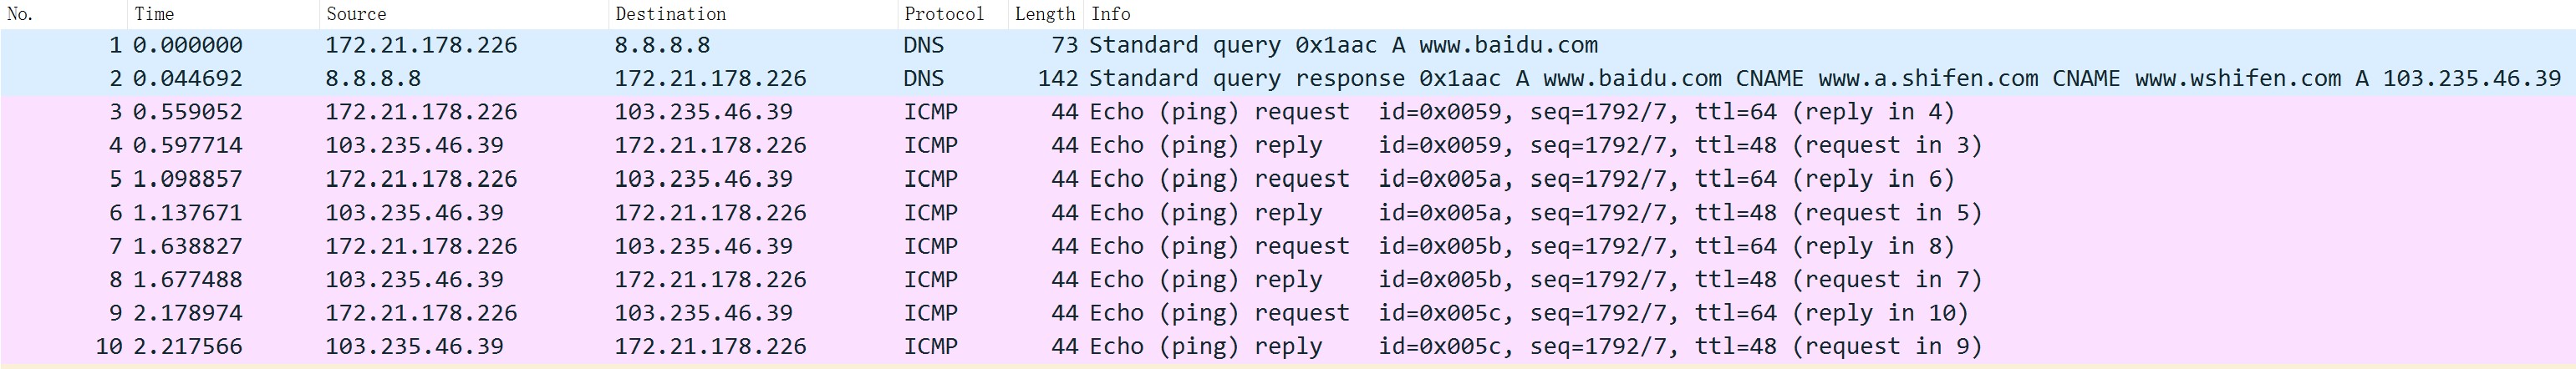 No. Time Source Destination Protocol Length Info
1 0.000000 172.21.178.226 8.8.8.8 DNS 73 Standard query 0x1aac A www.baidu.com
2 0.044692 8.8.8.8 172.21.178.226 DNS 142 Standard query response 0x1aac A www.baidu.com CNAME www.a.shifen.com CNAME www.wshifen.com A 103.235.46.39
3 0.559052 172.21.178.226 103.235.46.39 ICMP 44 Echo (ping) request id=0x0059, seq=1792/7, ttl=64 (reply in 4)
4 0.597714 103.235.46.39 172.21.178.226 ICMP 44 Echo (ping) reply id=0x0059, seq=1792/7, ttl=48 (request in 3)
5 1.098857 172.21.178.226 103.235.46.39 ICMP 44 Echo (ping) request id=0x005a, seq=1792/7, ttl=64 (reply in 6)
6 1.137671 103.235.46.39 172.21.178.226 ICMP 44 Echo (ping) reply id=0x005a, seq=1792/7, ttl=48 (request in 5)
7 1.638827 172.21.178.226 103.235.46.39 ICMP 44 Echo (ping) request id=0x005b, seq=1792/7, ttl=64 (reply in 8)
8 1.677488 103.235.46.39 172.21.178.226 ICMP 44 Echo (ping) reply id=0x005b, seq=1792/7, ttl=48 (request in 7)
9 2.178974 172.21.178.226 103.235.46.39 ICMP 44 Echo (ping) request id=0x005c, seq=1792/7, ttl=64 (reply in 10)
10 2.217566 103.235.46.39 172.21.178.226 ICMP 44 Echo (ping) reply id=0x005c, seq=1792/7, ttl=48 (request in 9)